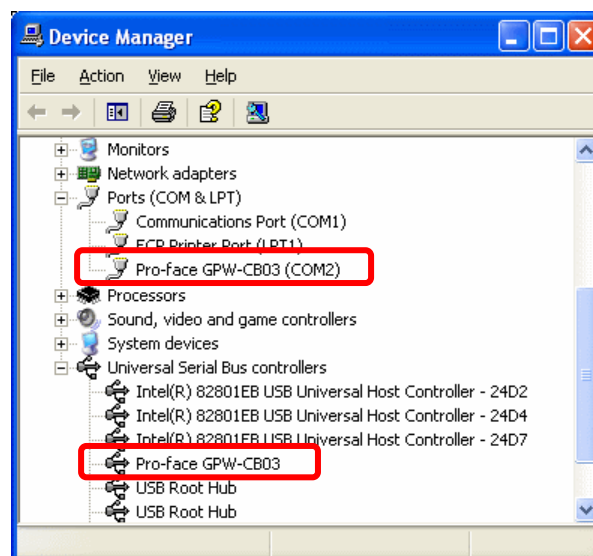 Device Manager
File Action View Help
Monitors
Network adapters
Ports (COM & LPT)
Communications Port (COM1)
ECP Printer Port (LPT1)
Pro-face GPW-CB03 (COM2)
Processors
Sound, video and game controllers
System devices
Universal Serial Bus controllers
Intel(R) 82801EB USB Universal Host Controller - 24D2
Intel(R) 82801EB USB Universal Host Controller - 24D4
Intel(R) 82801EB USB Universal Host Controller - 24D7
Pro-face GPW-CB03
USB Root Hub
USB Root Hub